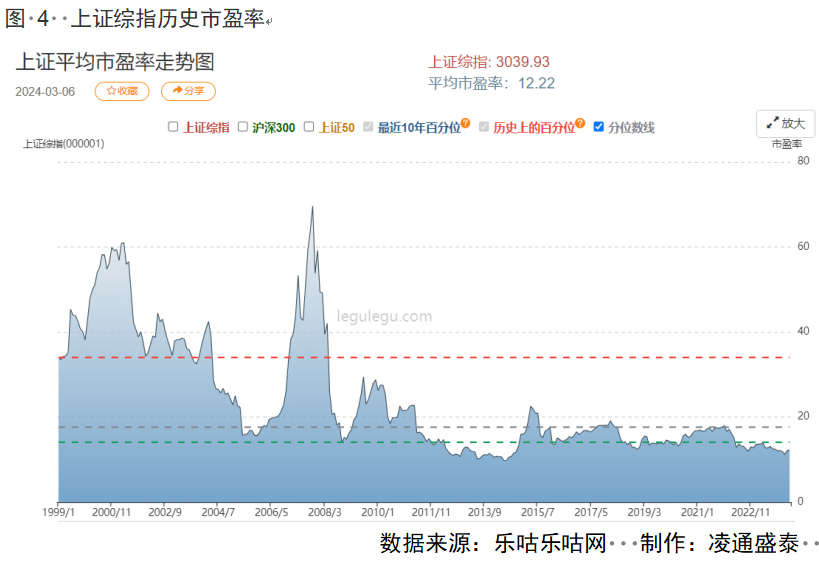 图·4··上证综指历史市盈率↵
上证平均市盈率走势图
上证综指: 3039.93
平均市盈率: 12.22
2024-03-06 ☆收藏 分享
上证综指 沪深300 上证50 最近10年百分位? 历史上的百分位? 分位数线
放大
上证综指(000001) 市盈率
80
60
legulegu.com
40
20
0
1999/1 2000/11 2002/9 2004/7 2006/5 2008/3 2010/1 2011/11 2013/9 2015/7 2017/5 2019/3 2021/1 2022/11
数据来源：乐咕乐咕网···制作：凌通盛泰··